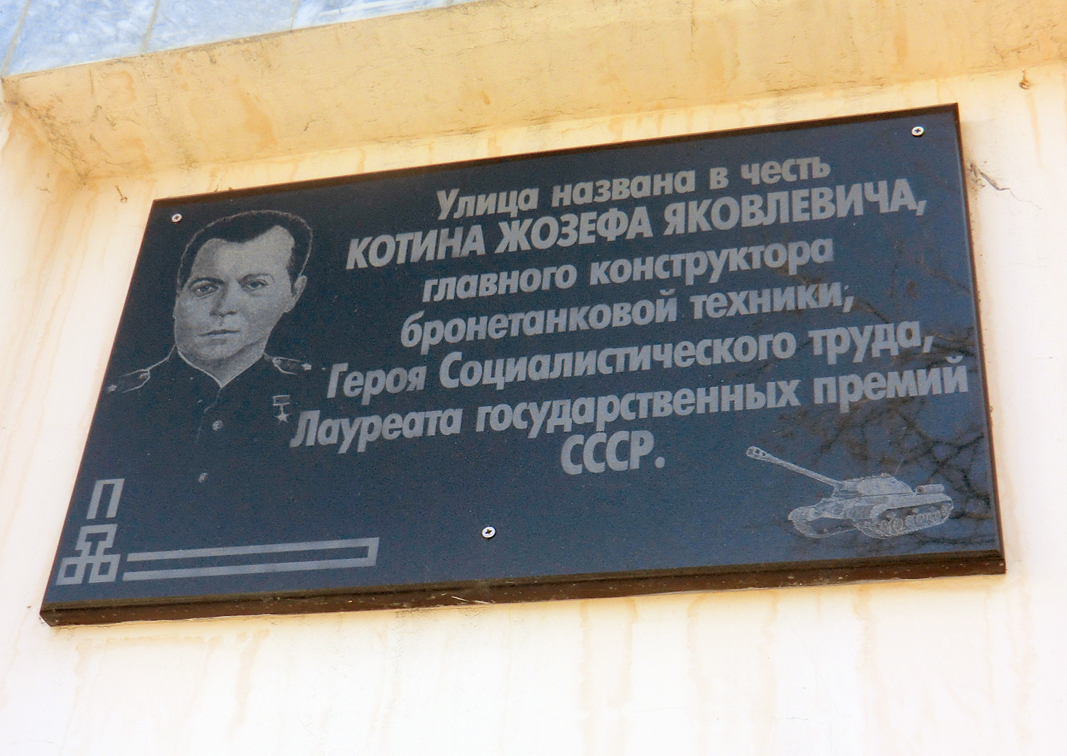 Улица названа в честь
КОТИНА ЖОЗЕФА ЯКОВЛЕВИЧА,
главного конструктора
бронетанковой техники,
Героя Социалистического труда,
Лауреата государственных премий
СССР.